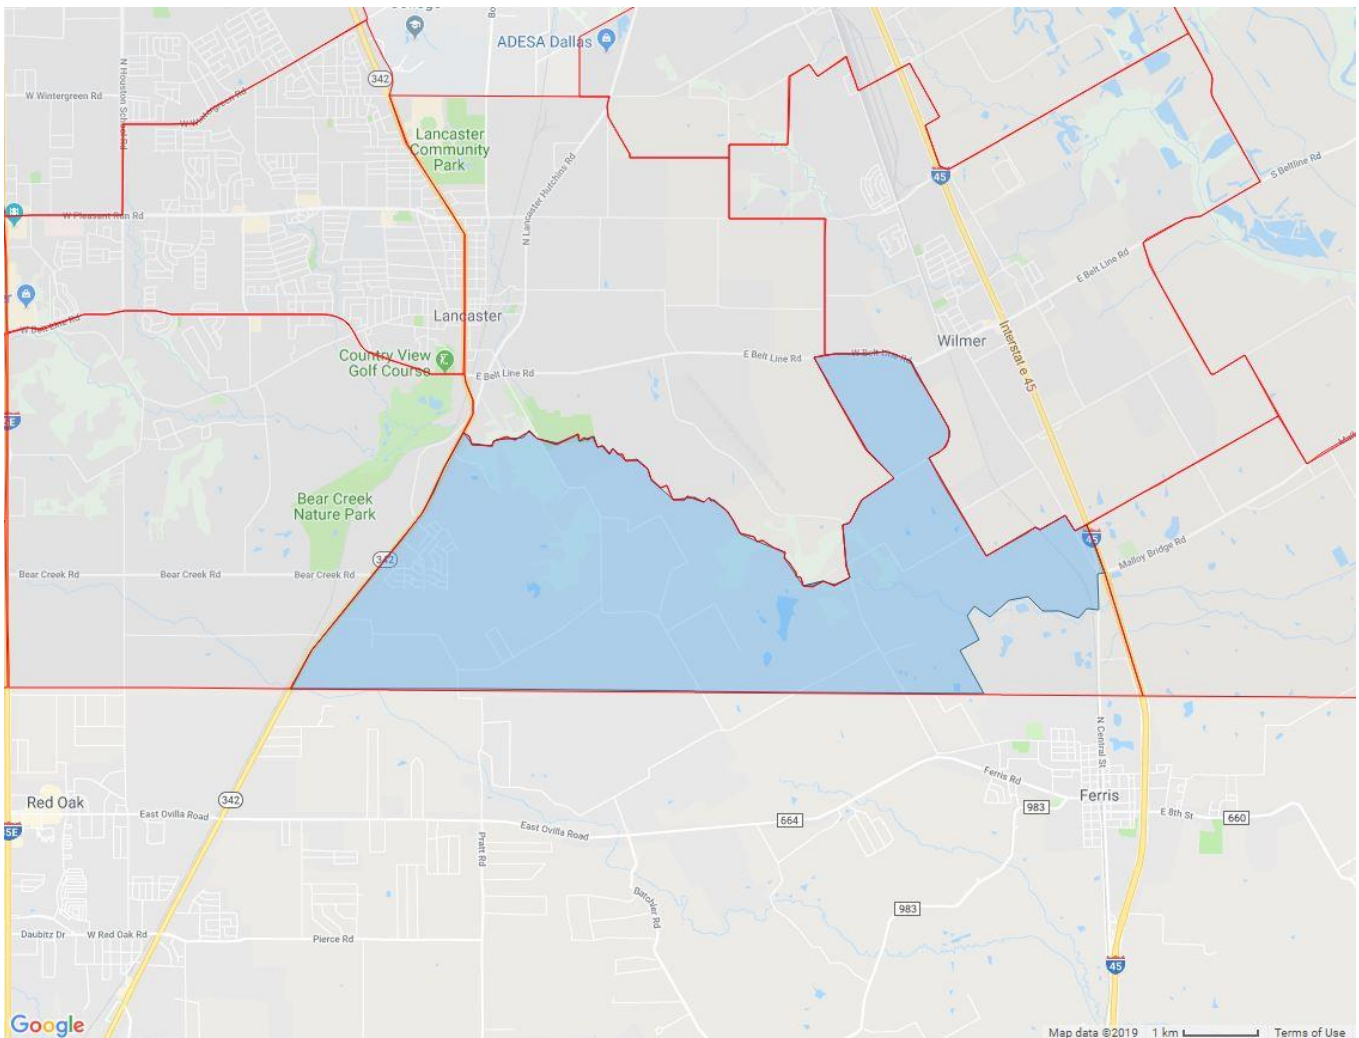 ADESA Dallas
342
W Wintergreen Rd
N Houston School Rd
W Wintergreen Rd
Lancaster
Community
Park
N Lancaster Hutchins Rd
45
S Beltline Rd
W Pleasant Run Rd
E Belt Line Rd
Lancaster
W Belt Line Rd
Interstat e 45
Wilmer
Country View
Golf Course
E Belt Line Rd
E Belt Line Rd
W Belt Line Rd
Bear Creek
Nature Park
45
Malloy Bridge Rd
342
Bear Creek Rd
Bear Creek Rd
Bear Creek Rd
N Central St
Ferris Rd
Red Oak
342
East Ovilla Road
East Ovilla Road
664
983
Ferris
E 8th St
660
Pratt Rd
Batchler Rd
983
Daubitz Dr
W Red Oak Rd
Pierce Rd
45
Google
Map data ©2019
1 km
Terms of Use